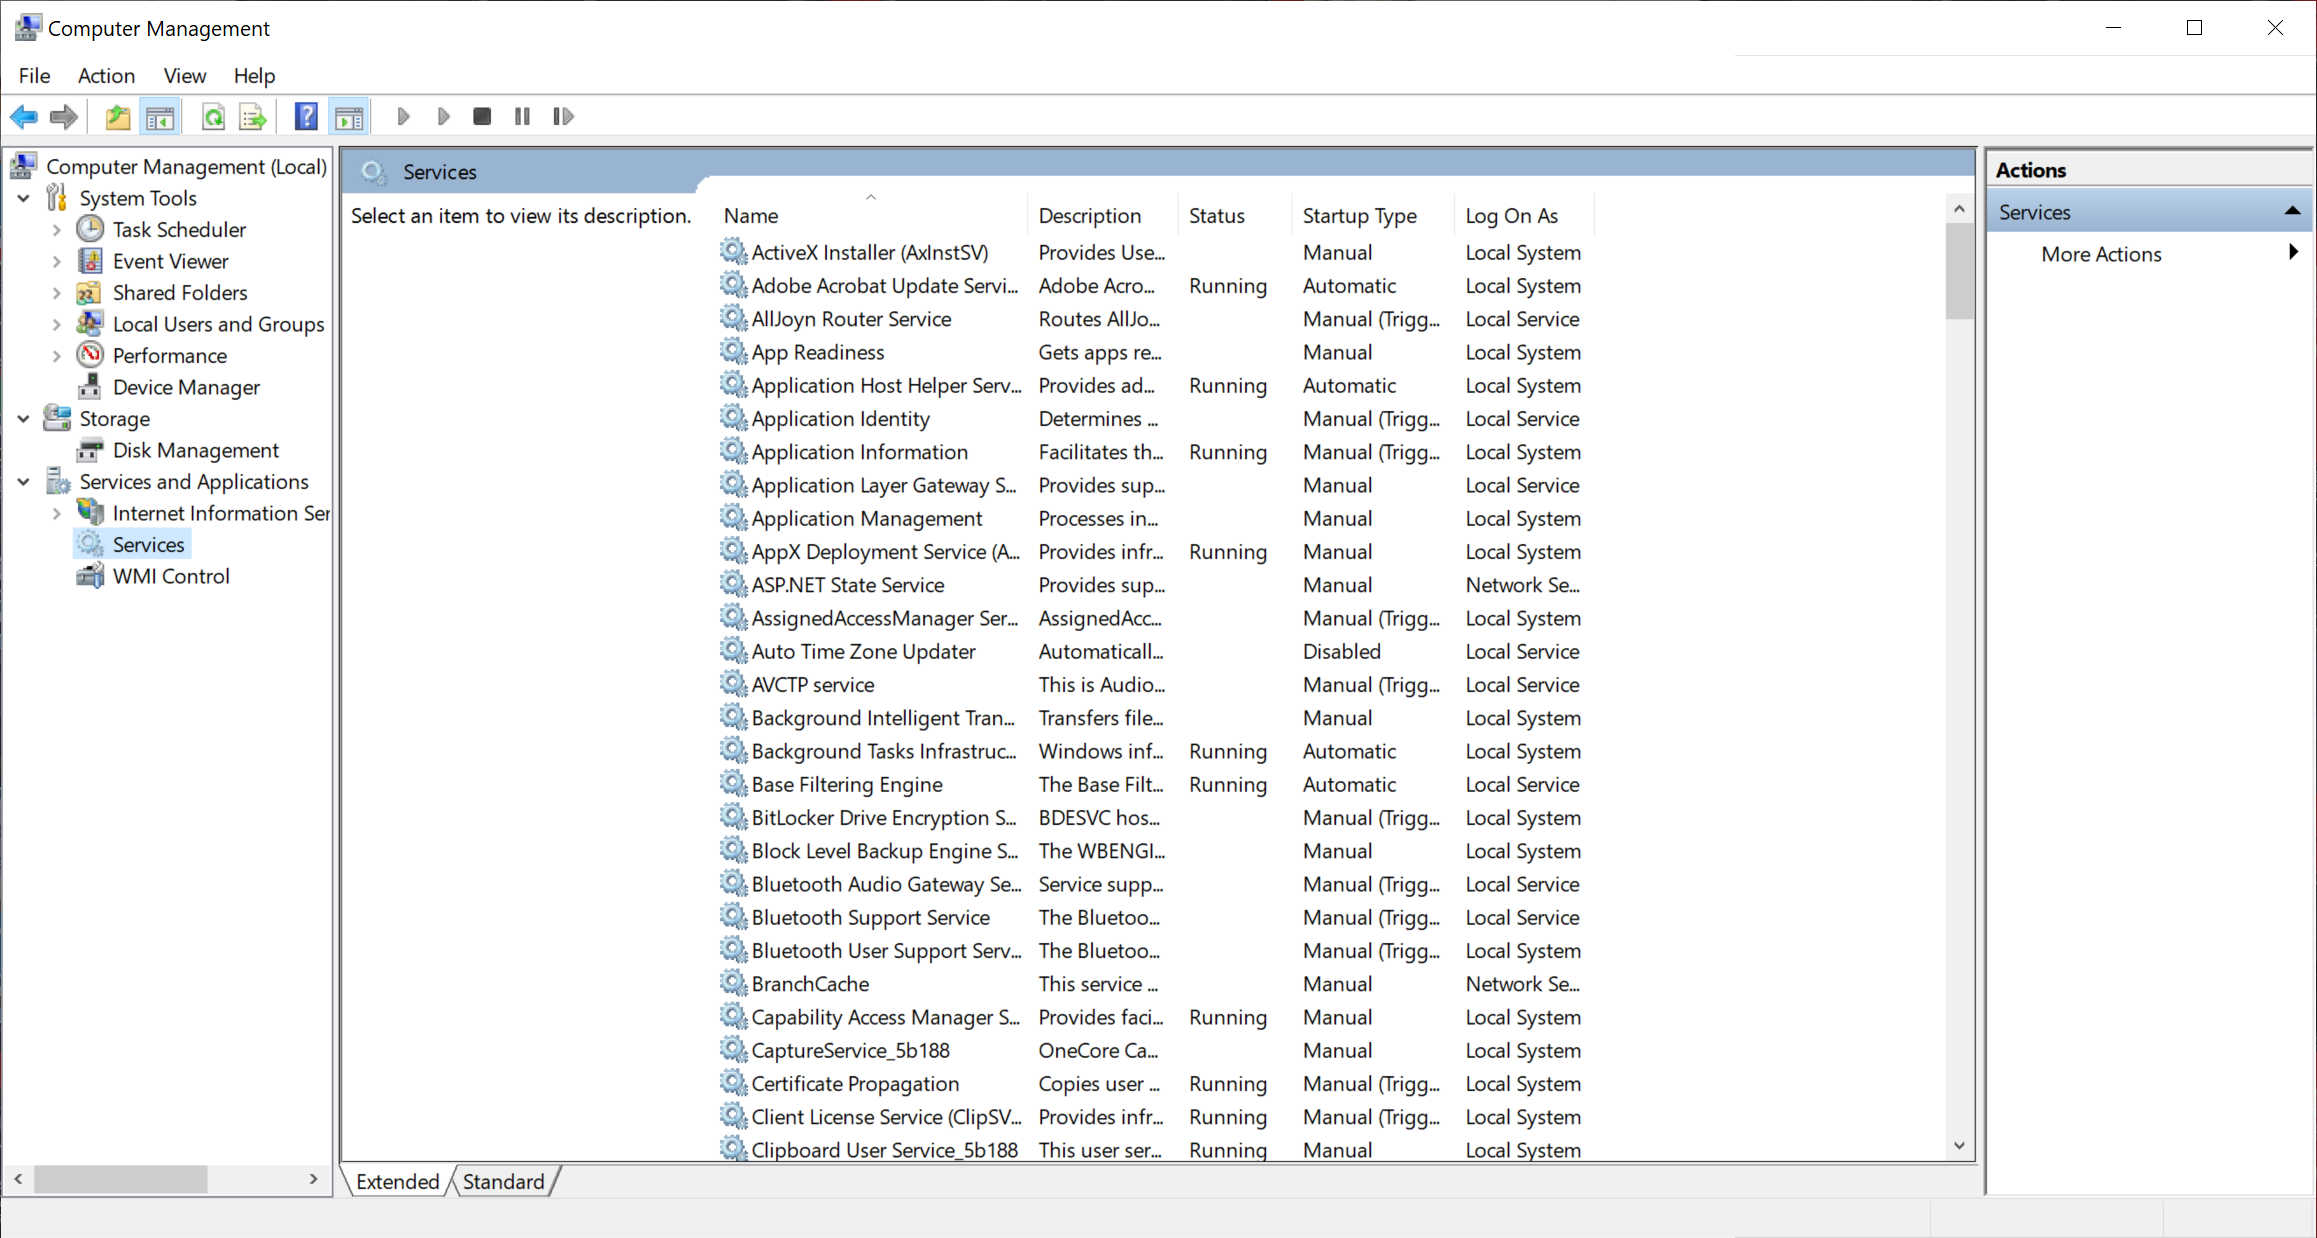 Computer Management
File Action View Help
Computer Management (Local)
System Tools
Task Scheduler
Event Viewer
Shared Folders
Local Users and Groups
Performance
Device Manager
Storage
Disk Management
Services and Applications
Internet Information Ser
Services
WMI Control
Services
Select an item to view its description.
Name Description Status Startup Type Log On As
ActiveX Installer (AxInstSV) Provides Use... Manual Local System
Adobe Acrobat Update Servi... Adobe Acro... Running Automatic Local System
AllJoyn Router Service Routes AllJo... Manual (Trigg... Local Service
App Readiness Gets apps re... Manual Local System
Application Host Helper Serv... Provides ad... Running Automatic Local System
Application Identity Determines ... Manual (Trigg... Local Service
Application Information Facilitates th... Running Manual (Trigg... Local System
Application Layer Gateway S... Provides sup... Manual Local Service
Application Management Processes in... Manual Local System
AppX Deployment Service (A... Provides infr... Running Manual Local System
ASP.NET State Service Provides sup... Manual Network Se...
AssignedAccessManager Ser... AssignedAcc... Manual (Trigg... Local System
Auto Time Zone Updater Automaticall... Disabled Local Service
AVCTP service This is Audio... Manual (Trigg... Local Service
Background Intelligent Tran... Transfers file... Manual Local System
Background Tasks Infrastruc... Windows inf... Running Automatic Local System
Base Filtering Engine The Base Filt... Running Automatic Local Service
BitLocker Drive Encryption S... BDESVC hos... Manual (Trigg... Local System
Block Level Backup Engine S... The WBENGI... Manual Local System
Bluetooth Audio Gateway Se... Service supp... Manual (Trigg... Local Service
Bluetooth Support Service The Bluetoo... Manual (Trigg... Local Service
Bluetooth User Support Serv... The Bluetoo... Manual (Trigg... Local System
BranchCache This service ... Manual Network Se...
Capability Access Manager S... Provides faci... Running Manual Local System
CaptureService_5b188 OneCore Ca... Manual Local System
Certificate Propagation Copies user ... Running Manual (Trigg... Local System
Client License Service (ClipSV... Provides infr... Running Manual (Trigg... Local System
Clipboard User Service_5b188 This user ser... Running Manual Local System
Extended Standard
Actions
Services
More Actions